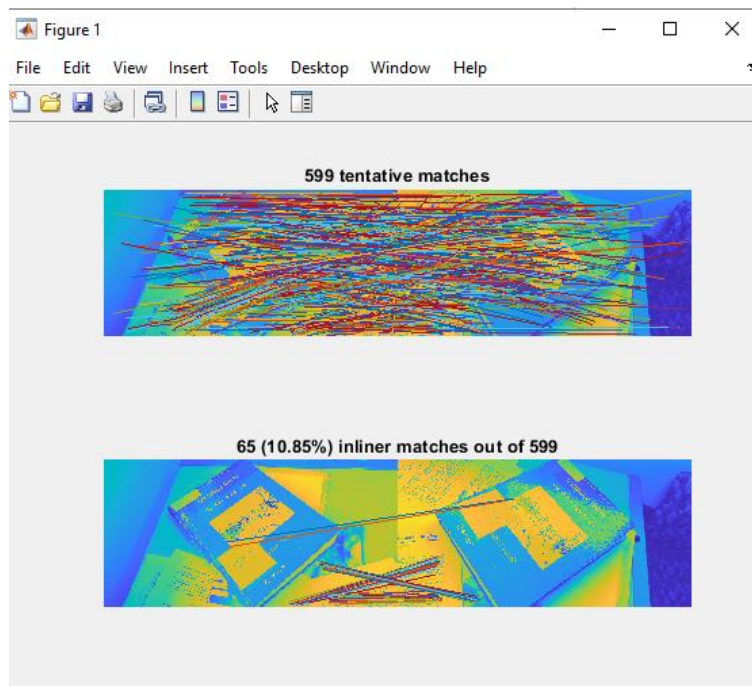 Figure 1
File Edit View Insert Tools Desktop Window Help
599 tentative matches
65 (10.85%) inliner matches out of 599